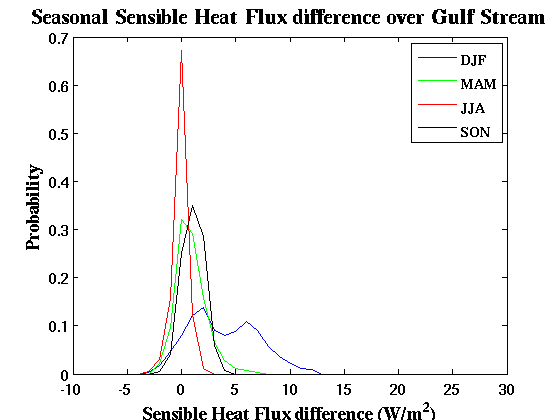 Seasonal Sensible Heat Flux difference over Gulf Stream
0.7
0.6
0.5
0.4
0.3
0.2
0.1
0
Probability
DJF
MAM
JJA
SON
-10 -5 0 5 10 15 20 25 30
Sensible Heat Flux difference (W/m²)